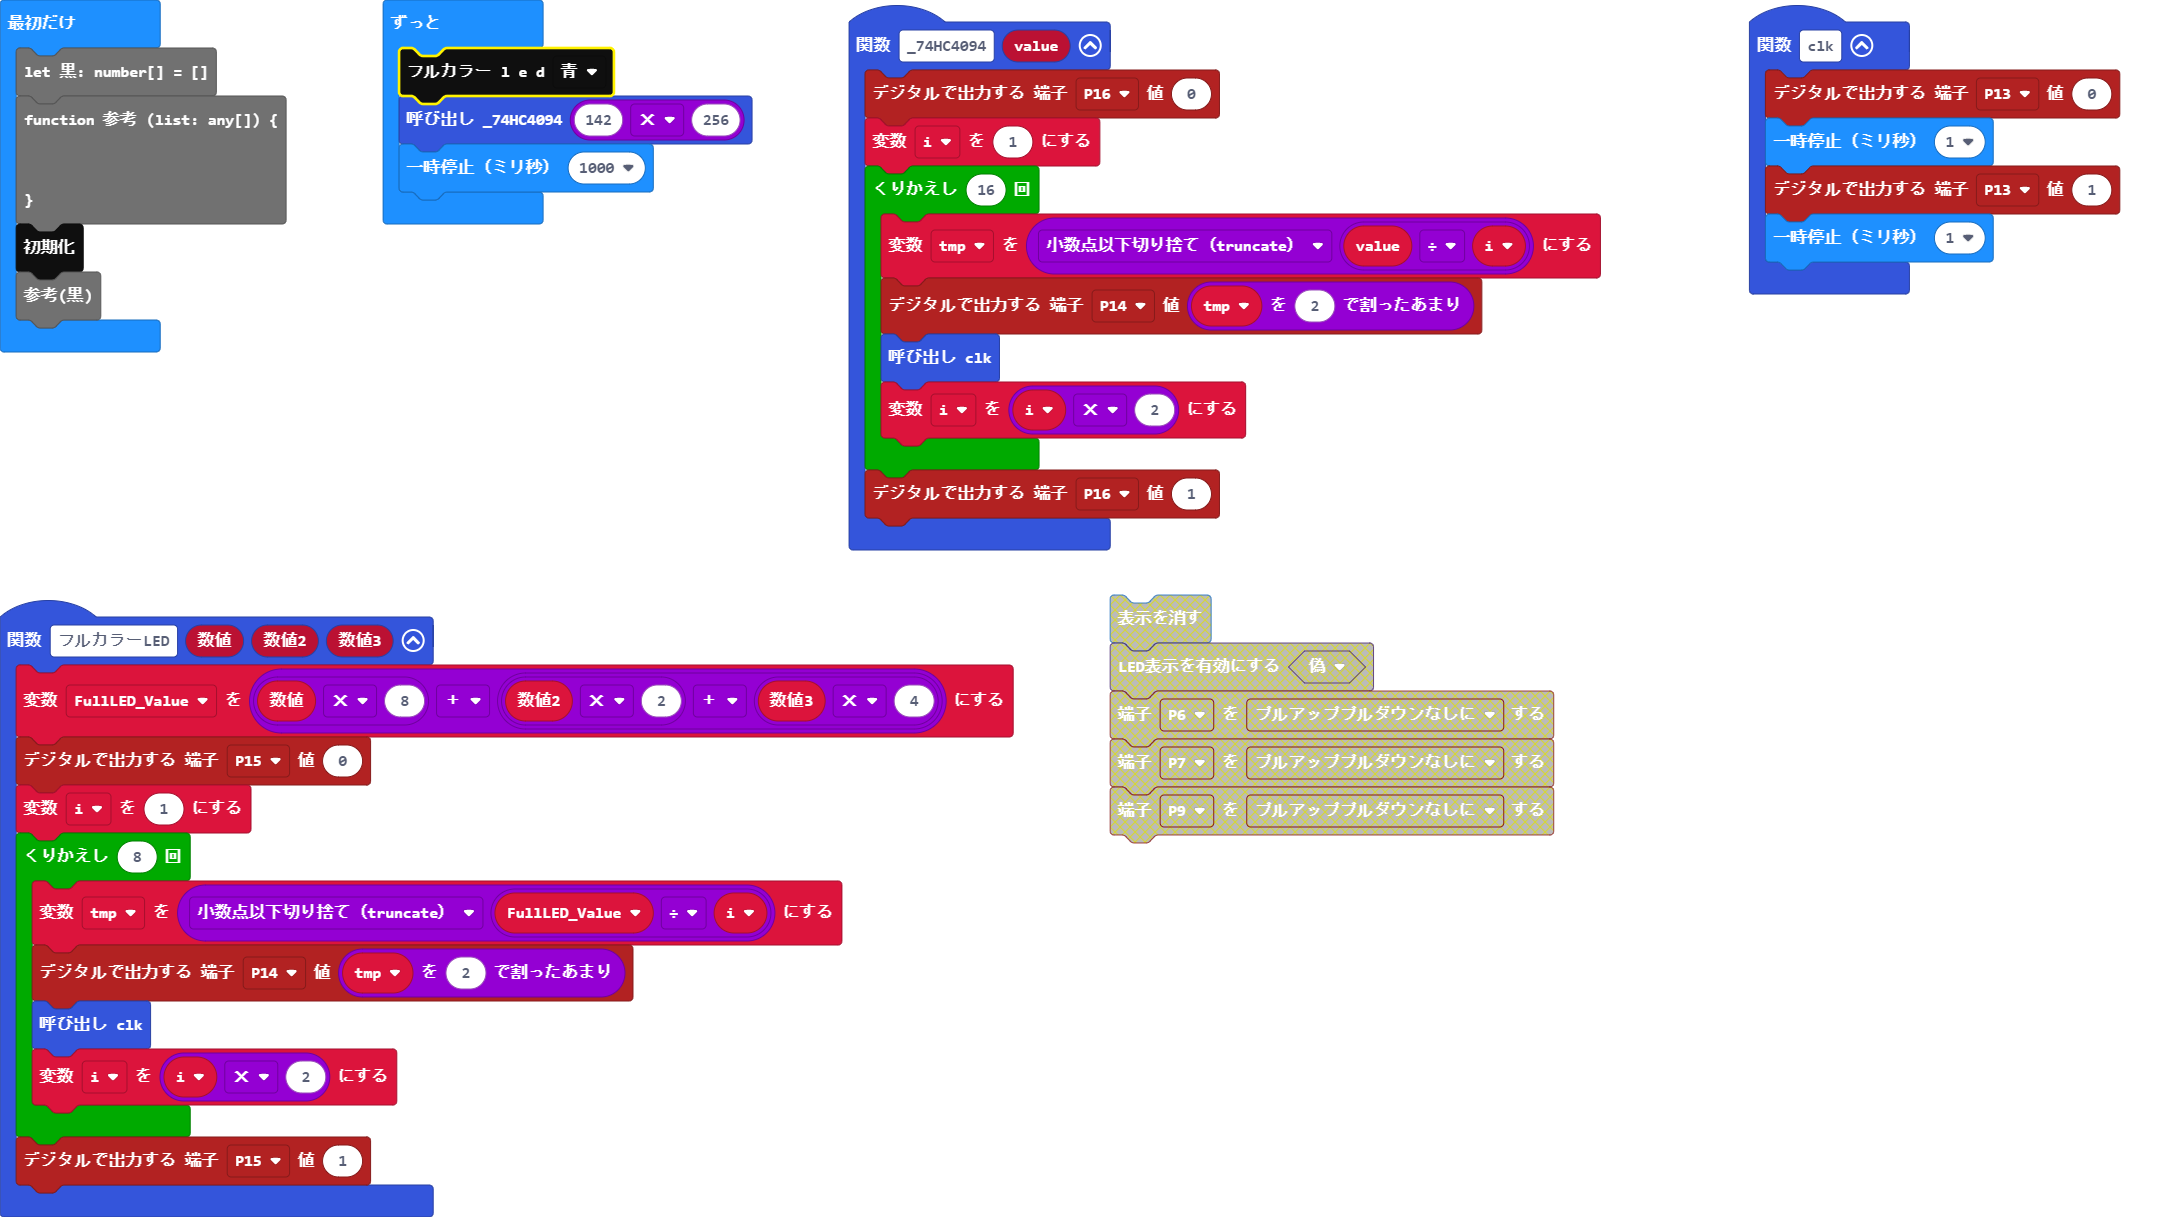 最初だけ
let 黒: number[] = []
function 参考 (list: any[]) {
}
初期化
参考(黒)
ずっと
フルカラー ｌｅｄ 青
呼び出し _74HC4094 142 × 256
一時停止（ミリ秒） 1000
関数 _74HC4094 value
デジタルで出力する 端子 P16 値 0
変数 i を 1 にする
くりかえし 16 回
変数 tmp を 小数点以下切り捨て（truncate） value ÷ i にする
デジタルで出力する 端子 P14 値 tmp を 2 で割ったあまり
呼び出し clk
変数 i を i × 2 にする
デジタルで出力する 端子 P16 値 1
関数 clk
デジタルで出力する 端子 P13 値 0
一時停止（ミリ秒） 1
デジタルで出力する 端子 P13 値 1
一時停止（ミリ秒） 1
関数 フルカラーLED 数値 数値2 数値3
変数 FullLED_Value を 数値 × 8 + 数値2 × 2 + 数値3 × 4 にする
デジタルで出力する 端子 P15 値 0
変数 i を 1 にする
くりかえし 8 回
変数 tmp を 小数点以下切り捨て（truncate） FullLED_Value ÷ i にする
デジタルで出力する 端子 P14 値 tmp を 2 で割ったあまり
呼び出し clk
変数 i を i × 2 にする
デジタルで出力する 端子 P15 値 1
表示を消す
LED表示を有効にする 偽
端子 P6 を プルアッププルダウンなしに する
端子 P7 を プルアッププルダウンなしに する
端子 P9 を プルアッププルダウンなしに する